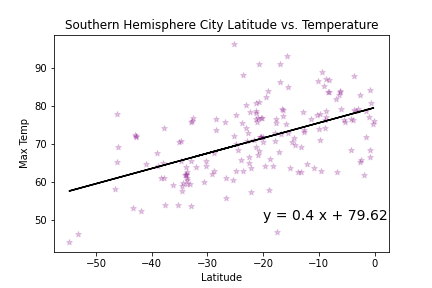 Southern Hemisphere City Latitude vs. Temperature
90
80
70
60
50
Max Temp
y = 0.4 x + 79.62
−50 −40 −30 −20 −10 0
Latitude